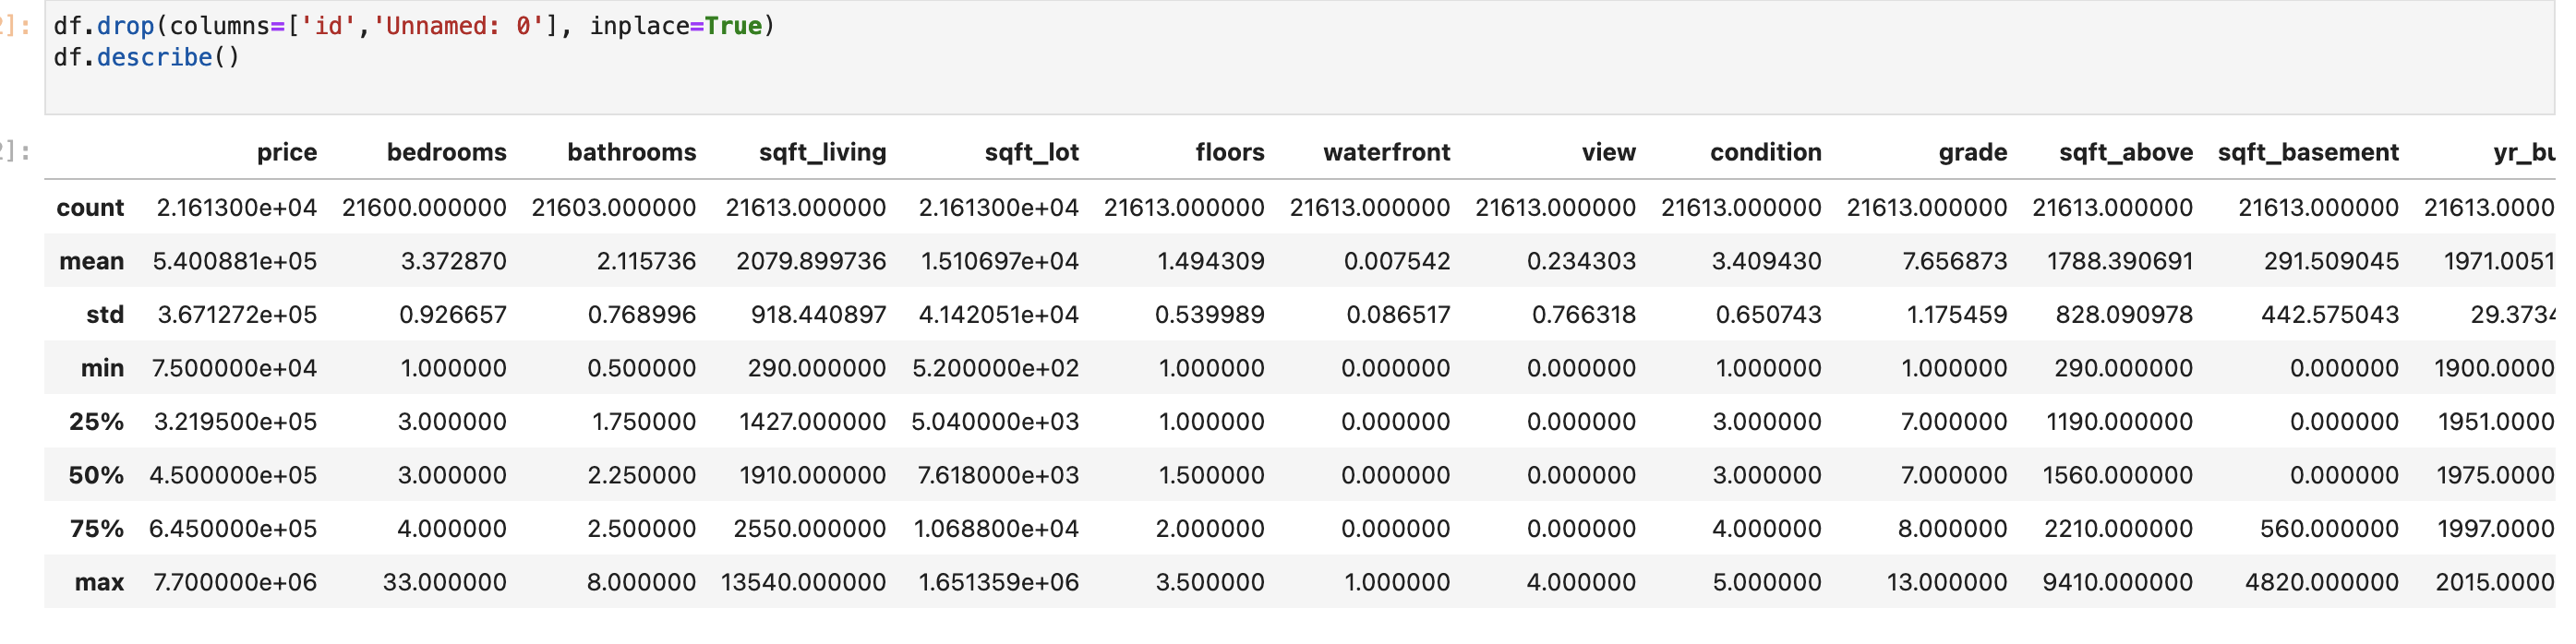 2]: df.drop(columns=['id','Unnamed: 0'], inplace=True)
df.describe()
2]: price bedrooms bathrooms sqft_living sqft_lot floors waterfront view condition grade sqft_above sqft_basement yr_bu
count 2.161300e+04 21600.000000 21603.000000 21613.000000 2.161300e+04 21613.000000 21613.000000 21613.000000 21613.000000 21613.000000 21613.000000 21613.000000 21613.0000
mean 5.400881e+05 3.372870 2.115736 2079.899736 1.510697e+04 1.494309 0.007542 0.234303 3.409430 7.656873 1788.390691 291.509045 1971.0051
std 3.671272e+05 0.926657 0.768996 918.440897 4.142051e+04 0.539989 0.086517 0.766318 0.650743 1.175459 828.090978 442.575043 29.3734
min 7.500000e+04 1.000000 0.500000 290.000000 5.200000e+02 1.000000 0.000000 0.000000 1.000000 1.000000 290.000000 0.000000 1900.0000
25% 3.219500e+05 3.000000 1.750000 1427.000000 5.040000e+03 1.000000 0.000000 0.000000 3.000000 7.000000 1190.000000 0.000000 1951.0000
50% 4.500000e+05 3.000000 2.250000 1910.000000 7.618000e+03 1.500000 0.000000 0.000000 3.000000 7.000000 1560.000000 0.000000 1975.0000
75% 6.450000e+05 4.000000 2.500000 2550.000000 1.068800e+04 2.000000 0.000000 0.000000 4.000000 8.000000 2210.000000 560.000000 1997.0000
max 7.700000e+06 33.000000 8.000000 13540.000000 1.651359e+06 3.500000 1.000000 4.000000 5.000000 13.000000 9410.000000 4820.000000 2015.0000